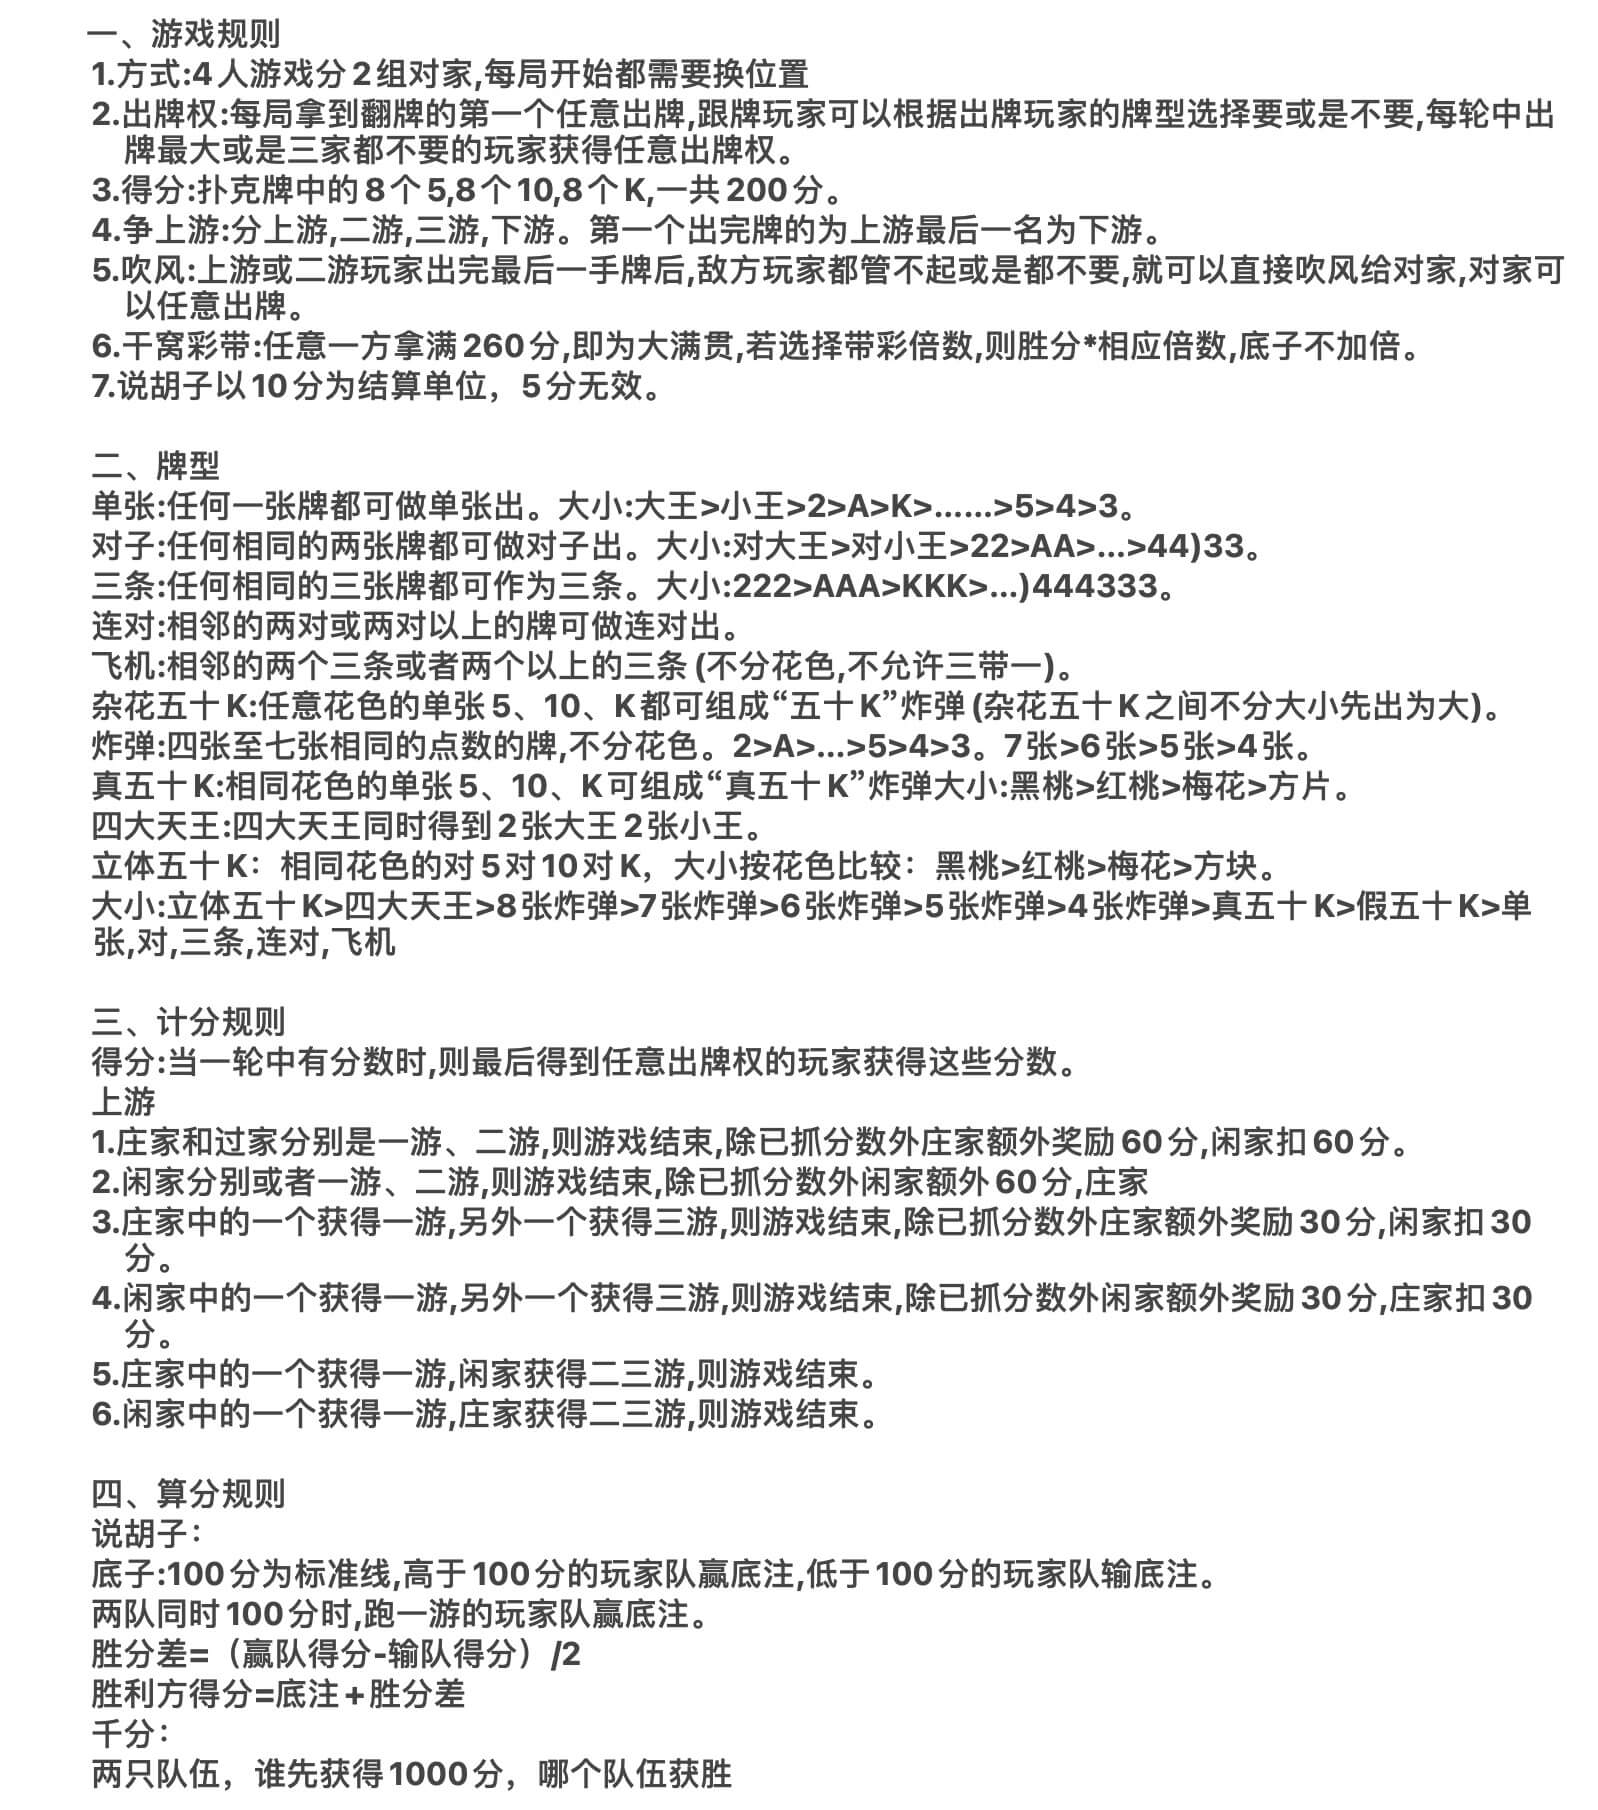 一、游戏规则
1.方式:4人游戏分2组对家,每局开始都需要换位置
2.出牌权:每局拿到翻牌的第一个任意出牌,跟牌玩家可以根据出牌玩家的牌型选择要或是不要,每轮中出
牌最大或是三家都不要的玩家获得任意出牌权。
3.得分:扑克牌中的8个5,8个10,8个K,一共200分。
4.争上游:分上游,二游,三游,下游。第一个出完牌的为上游最后一名为下游。
5.吹风:上游或二游玩家出完最后一手牌后,敌方玩家都管不起或是都不要,就可以直接吹风给对家,对家可
以任意出牌。
6.干窝彩带:任意一方拿满260分,即为大满贯,若选择带彩倍数,则胜分*相应倍数,底子不加倍。
7.说胡子以10分为结算单位，5分无效。
二、牌型
单张:任何一张牌都可做单张出。大小:大王>小王>2>A>K>......>5>4>3。
对子:任何相同的两张牌都可做对子出。大小:对大王>对小王>22>AA>...>44)33。
三条:任何相同的三张牌都可作为三条。大小:222>AAA>KKK>...)444333。
连对:相邻的两对或两对以上的牌可做连对出。
飞机:相邻的两个三条或者两个以上的三条(不分花色,不允许三带一)。
杂花五十K:任意花色的单张5、10、K都可组成“五十K”炸弹(杂花五十K之间不分大小先出为大)。
炸弹:四张至七张相同的点数的牌,不分花色。2>A>...>5>4>3。7张>6张>5张>4张。
真五十K:相同花色的单张5、10、K可组成“真五十K”炸弹大小:黑桃>红桃>梅花>方片。
四大天王:四大天王同时得到2张大王2张小王。
立体五十K：相同花色的对5对10对K，大小按花色比较：黑桃>红桃>梅花>方块。
大小:立体五十K>四大天王>8张炸弹>7张炸弹>6张炸弹>5张炸弹>4张炸弹>真五十K>假五十K>单
张,对,三条,连对,飞机
三、计分规则
得分:当一轮中有分数时,则最后得到任意出牌权的玩家获得这些分数。
上游
1.庄家和过家分别是一游、二游,则游戏结束,除已抓分数外庄家额外奖励60分,闲家扣60分。
2.闲家分别或者一游、二游,则游戏结束,除已抓分数外闲家额外60分,庄家
3.庄家中的一个获得一游,另外一个获得三游,则游戏结束,除已抓分数外庄家额外奖励30分,闲家扣30
分。
4.闲家中的一个获得一游,另外一个获得三游,则游戏结束,除已抓分数外闲家额外奖励30分,庄家扣30
分。
5.庄家中的一个获得一游,闲家获得二三游,则游戏结束。
6.闲家中的一个获得一游,庄家获得二三游,则游戏结束。
四、算分规则
说胡子：
底子:100分为标准线,高于100分的玩家队赢底注,低于100分的玩家队输底注。
两队同时100分时,跑一游的玩家队赢底注。
胜分差=（赢队得分-输队得分）/2
胜利方得分=底注+胜分差
千分：
两只队伍，谁先获得1000分，哪个队伍获胜